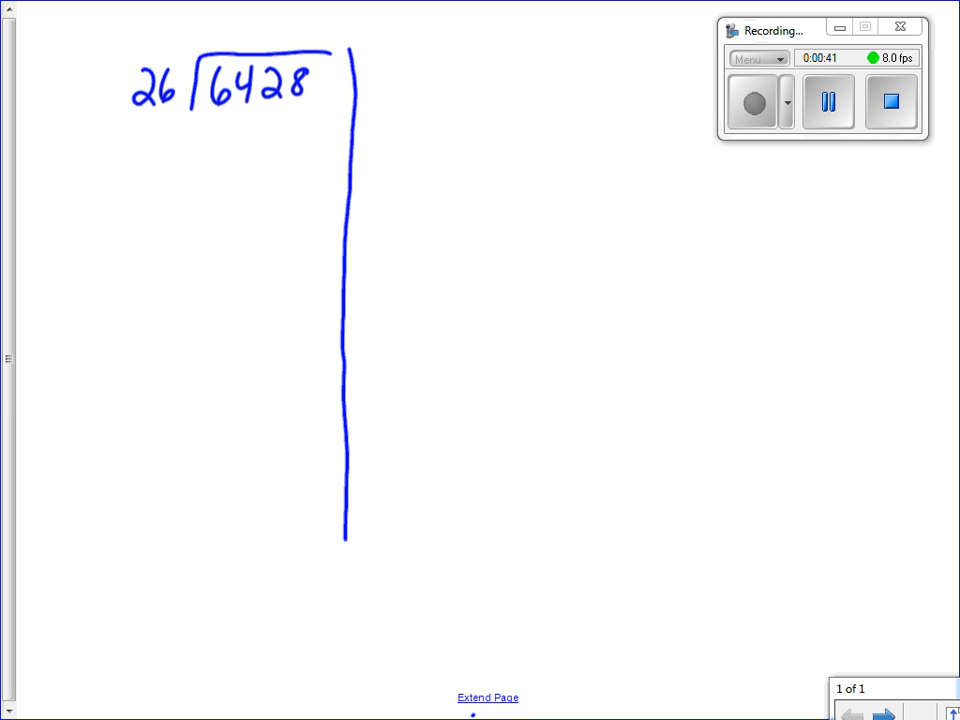 26 6428
Recording...
Menu
0:00:41
8.0 fps
Extend Page
1 of 1